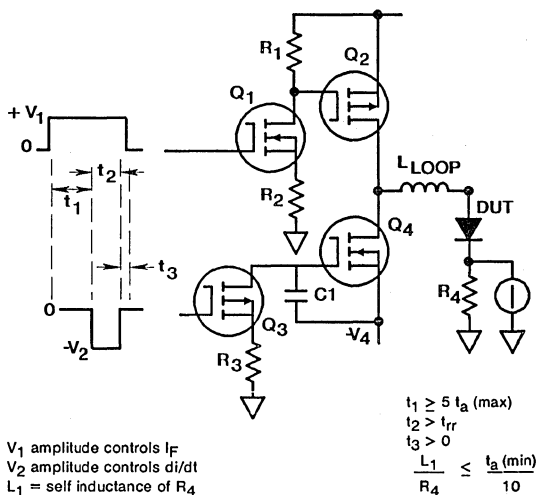 R1
Q2
Q1
+V1
0
t2
t1
R2
LLOOP
DUT
Q4
t3
0
C1
R4
Q3
-V2
-V4
R3
t1 ≥ 5 ta (max)
t2 > trr
t3 > 0
L1/R4 ≤ ta (min)/10
V1 amplitude controls IF
V2 amplitude controls di/dt
L1 = self inductance of R4